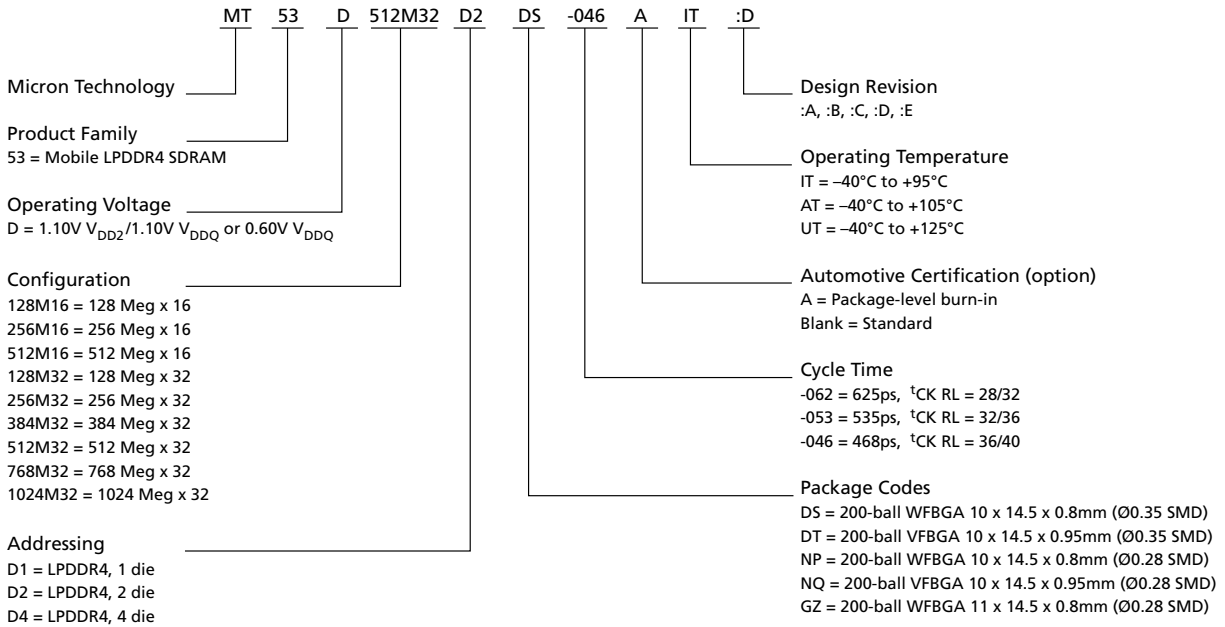 MT 53 D 512M32 D2 DS -046 A IT :D
Micron Technology
Product Family
53 = Mobile LPDDR4 SDRAM
Operating Voltage
D = 1.10V VDD2/1.10V VDDQ or 0.60V VDDQ
Configuration
128M16 = 128 Meg x 16
256M16 = 256 Meg x 16
512M16 = 512 Meg x 16
128M32 = 128 Meg x 32
256M32 = 256 Meg x 32
384M32 = 384 Meg x 32
512M32 = 512 Meg x 32
768M32 = 768 Meg x 32
1024M32 = 1024 Meg x 32
Addressing
D1 = LPDDR4, 1 die
D2 = LPDDR4, 2 die
D4 = LPDDR4, 4 die
Design Revision
:A, :B, :C, :D, :E
Operating Temperature
IT = –40°C to +95°C
AT = –40°C to +105°C
UT = –40°C to +125°C
Automotive Certification (option)
A = Package-level burn-in
Blank = Standard
Cycle Time
-062 = 625ps, tCK RL = 28/32
-053 = 535ps, tCK RL = 32/36
-046 = 468ps, tCK RL = 36/40
Package Codes
DS = 200-ball WFBGA 10 x 14.5 x 0.8mm (Ø0.35 SMD)
DT = 200-ball VFBGA 10 x 14.5 x 0.95mm (Ø0.35 SMD)
NP = 200-ball WFBGA 10 x 14.5 x 0.8mm (Ø0.28 SMD)
NQ = 200-ball VFBGA 10 x 14.5 x 0.95mm (Ø0.28 SMD)
GZ = 200-ball WFBGA 11 x 14.5 x 0.8mm (Ø0.28 SMD)